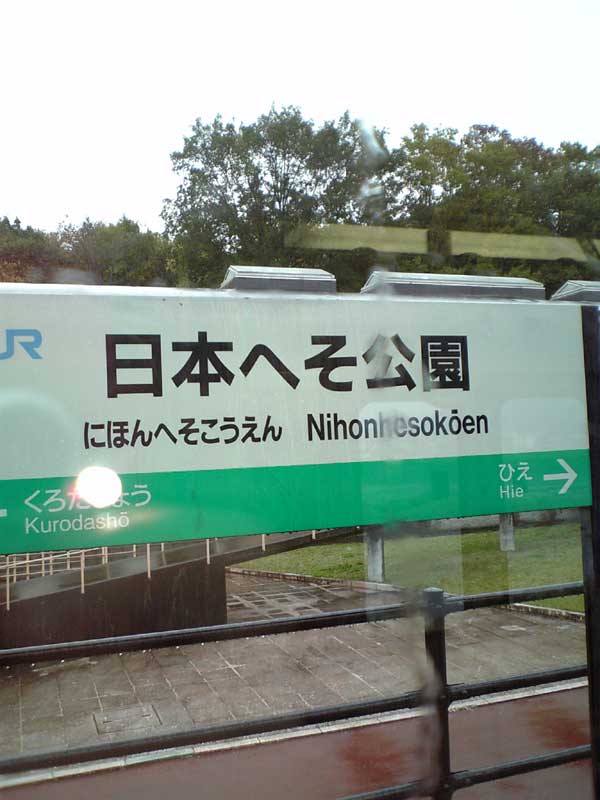 JR
日本へそ公園
にほんへそこうえん Nihonhesokōen
ひえ
Hie
Kurodashō